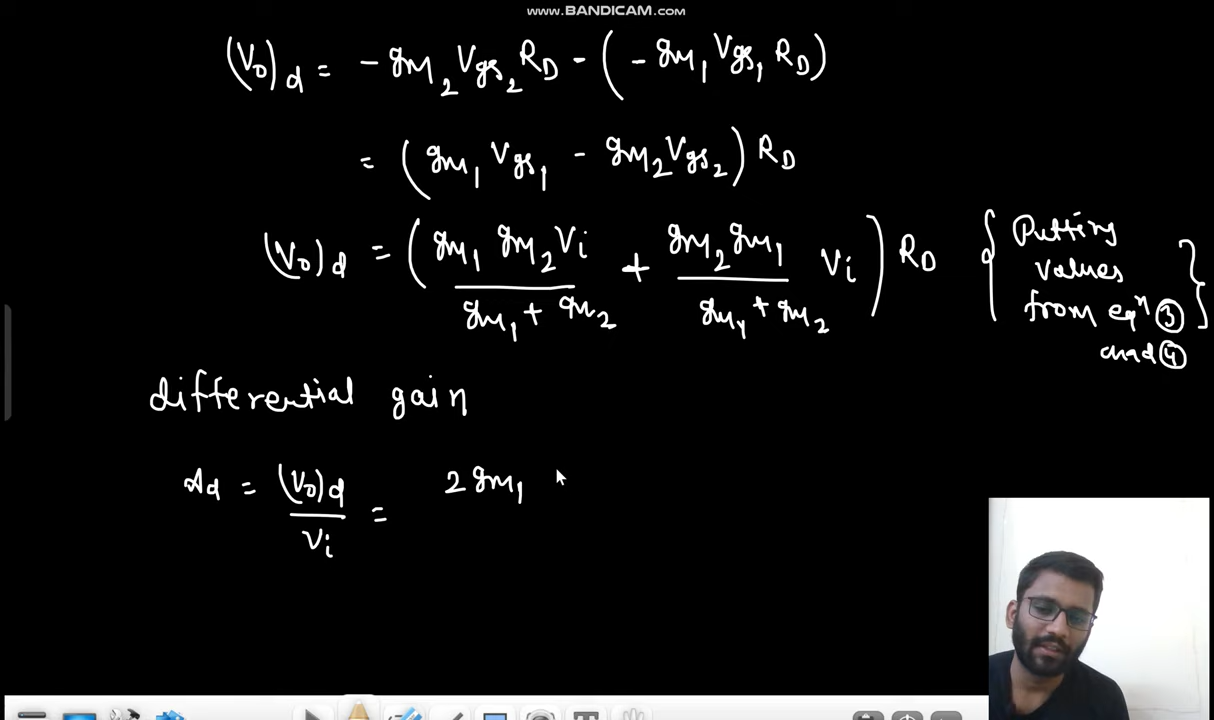 www.BANDICAM.com
(V₀)d = - gm₂ Vgs₂ RD - (- gm₁ Vgs₁ RD)
= (gm₁ Vgs₁ - gm₂ Vgs₂) RD
(V₀)d = (gm₁ gm₂ Vi / gm₁ + gm₂ + gm₂ gm₁ / gm₁ + gm₂ Vi) RD { Putting values from eqⁿ ③ and ④ }
differential gain
Ad = (V₀)d / Vi = 2 gm₁